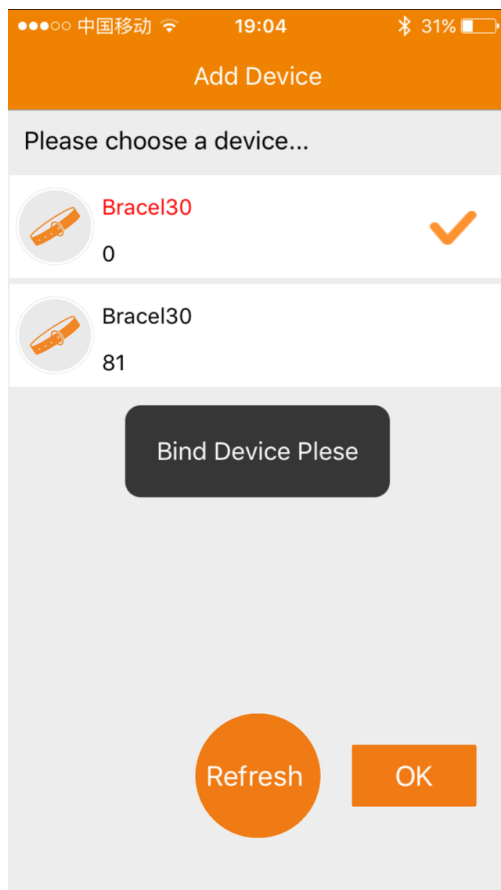 中国移动 19:04 31%
Add Device
Please choose a device...
Bracel30
0
Bracel30
81
Bind Device Plese
Refresh OK